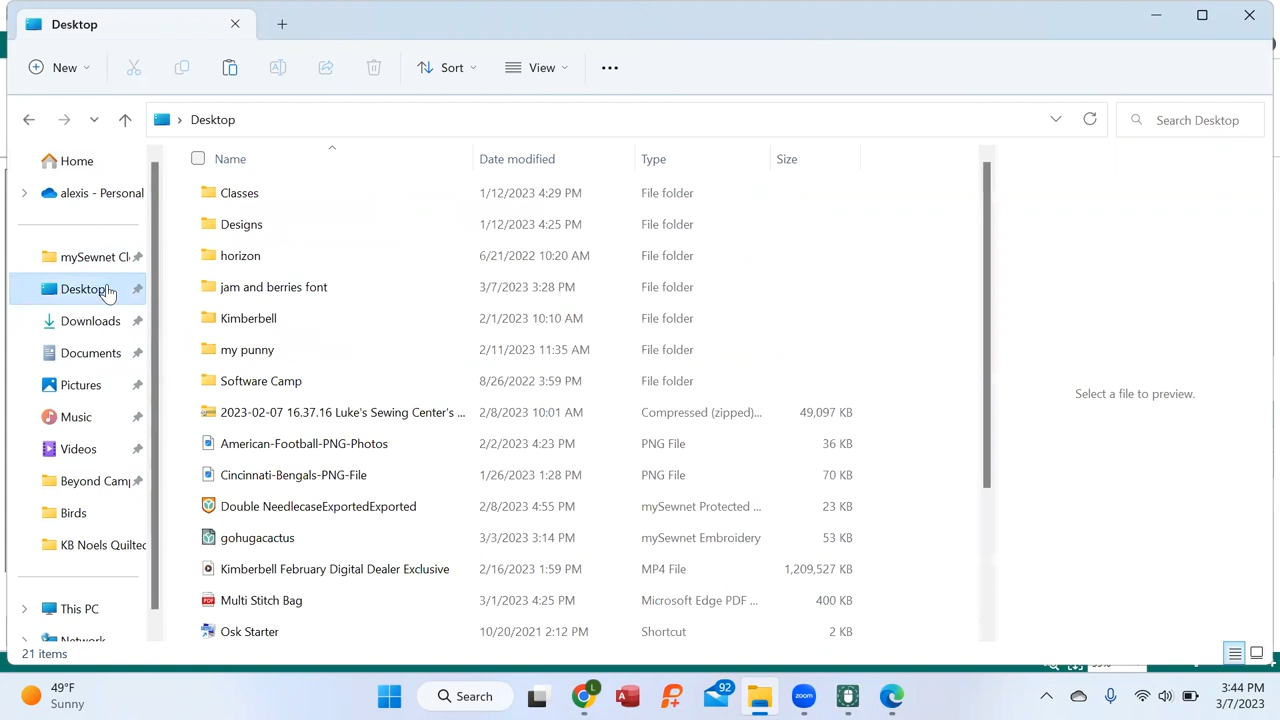 Desktop
New
Sort
View
Desktop
Search Desktop
Home
alexis - Personal
mySewnet Cl
Desktop
Downloads
Documents
Pictures
Music
Videos
Beyond Camp
Birds
KB Noels Quilted
This PC
Network
Name Date modified Type Size
Classes 1/12/2023 4:29 PM File folder
Designs 1/12/2023 4:25 PM File folder
horizon 6/21/2022 10:20 AM File folder
jam and berries font 3/7/2023 3:28 PM File folder
Kimberbell 2/1/2023 10:10 AM File folder
my punny 2/11/2023 11:35 AM File folder
Software Camp 8/26/2022 3:59 PM File folder
2023-02-07 16.37.16 Luke's Sewing Center's ... 2/8/2023 10:01 AM Compressed (zipped)... 49,097 KB
American-Football-PNG-Photos 2/2/2023 4:23 PM PNG File 36 KB
Cincinnati-Bengals-PNG-File 1/26/2023 1:28 PM PNG File 70 KB
Double NeedlecaseExportedExported 2/8/2023 4:55 PM mySewnet Protected ... 23 KB
gohugacactus 3/3/2023 3:14 PM mySewnet Embroidery 53 KB
Kimberbell February Digital Dealer Exclusive 2/16/2023 1:59 PM MP4 File 1,209,527 KB
Multi Stitch Bag 3/1/2023 4:25 PM Microsoft Edge PDF ... 400 KB
Osk Starter 10/20/2021 2:12 PM Shortcut 2 KB
Select a file to preview.
21 items
49°F
Sunny
Search
92
zoom
3:44 PM
3/7/2023